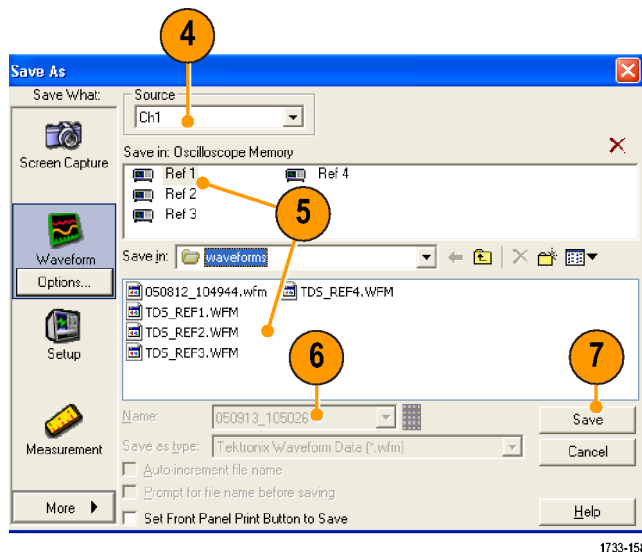 4
Save As
Save What:
Source
Ch1
Screen Capture
Save in: Oscilloscope Memory
Ref 1
Ref 4
Ref 2
Ref 3
5
Waveform
Options...
Save in:
waveforms
050812_104944.wfm
TDS_REF4.WFM
TDS_REF1.WFM
TDS_REF2.WFM
TDS_REF3.WFM
Setup
6
7
Name:
050913_105026
Save
Measurement
Save as type:
Tektronix Waveform Data (*.wfm)
Cancel
Auto-increment file name
Prompt for file name before saving
More
Set Front Panel Print Button to Save
Help
1733-158